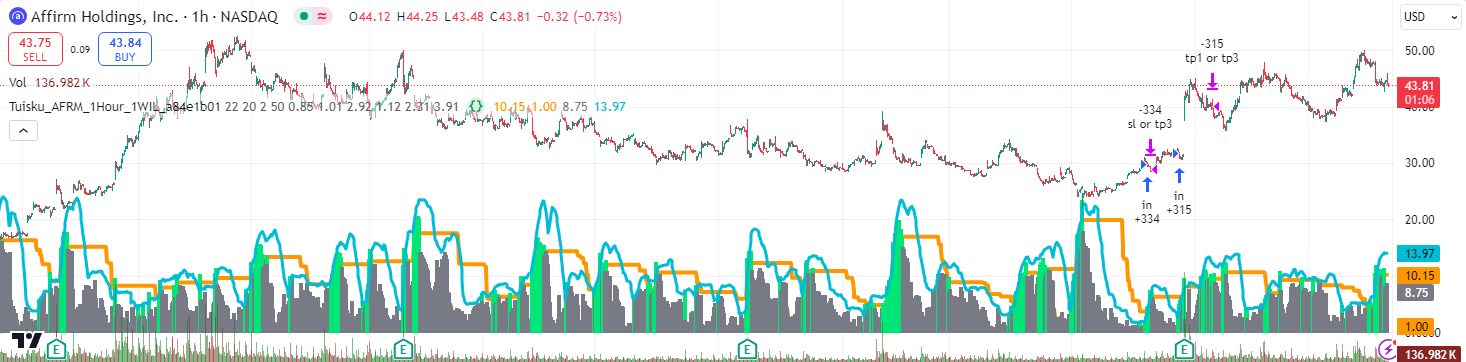 Affirm Holdings, Inc. · 1h · NASDAQ O44.12 H44.25 L43.48 C43.81 −0.32 (−0.73%)
USD
43.75
SELL
0.09
43.84
BUY
Vol 136.982 K
Tuisku_AFRM_1Hour_1WIL_a84e1b01 22 20 2 50 0.85 1.01 2.92 1.12 2.31 3.91 {} 10.15 1.00 8.75 13.97
-315
tp1 or tp3
-334
sl or tp3
in
+334
in
+315
50.00
43.81
01:06
40.00
30.00
20.00
13.97
10.15
8.75
1.00
136.982 K
E
E
E
E